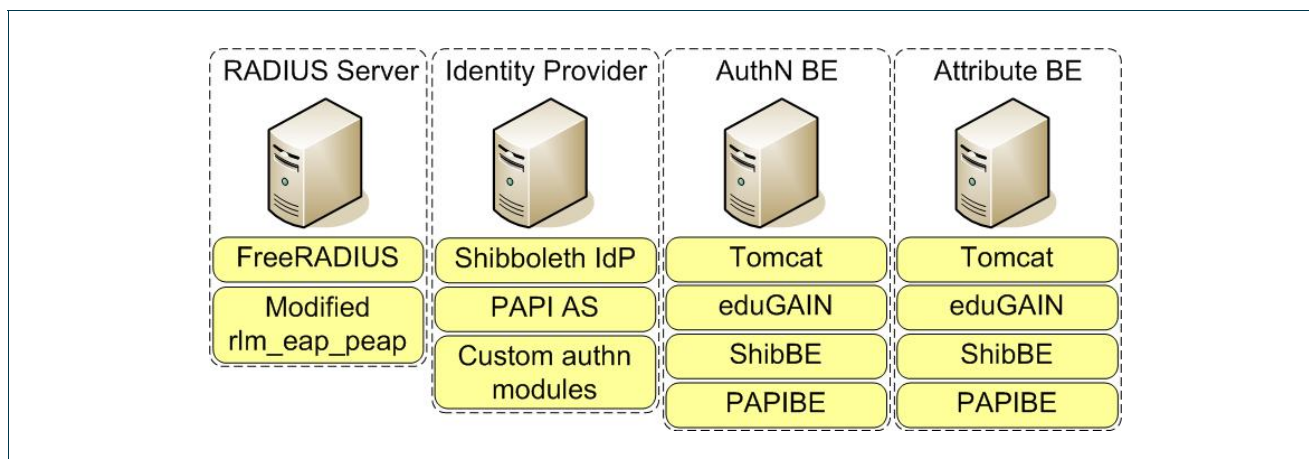 RADIUS Server
FreeRADIUS
Modified
rlm_eap_peap
Identity Provider
Shibboleth IdP
PAPI AS
Custom authn
modules
AuthN BE
Tomcat
eduGAIN
ShibBE
PAPIBE
Attribute BE
Tomcat
eduGAIN
ShibBE
PAPIBE